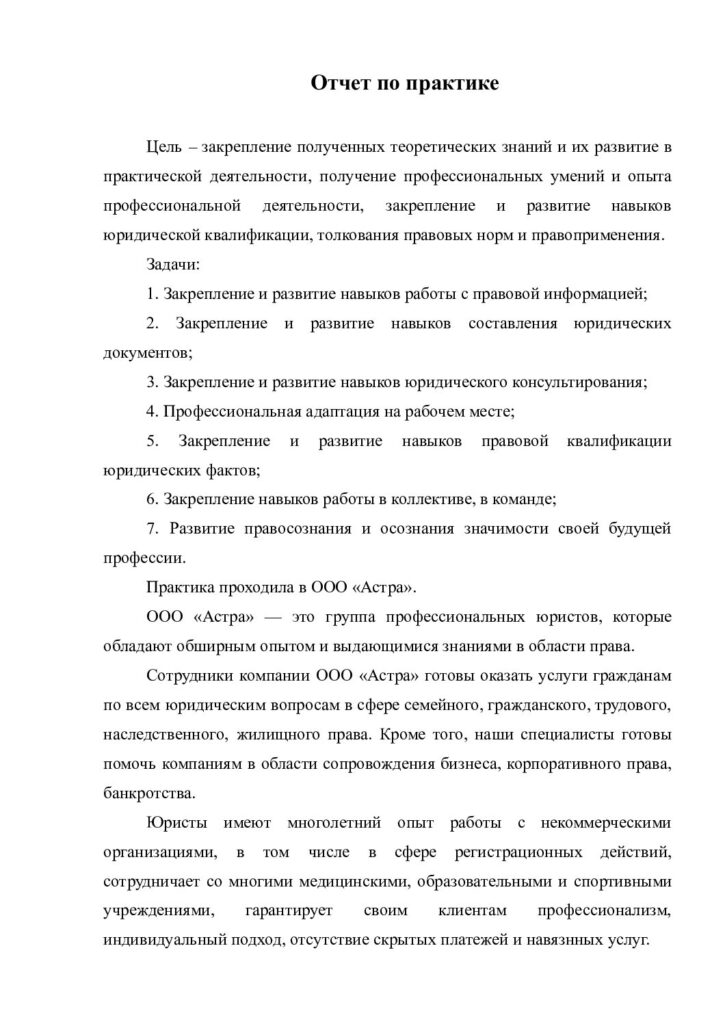 Отчет по практике
Цель – закрепление полученных теоретических знаний и их развитие в
практической деятельности, получение профессиональных умений и опыта
профессиональной деятельности, закрепление и развитие навыков
юридической квалификации, толкования правовых норм и правоприменения.
Задачи:
1. Закрепление и развитие навыков работы с правовой информацией;
2. Закрепление и развитие навыков составления юридических
документов;
3. Закрепление и развитие навыков юридического консультирования;
4. Профессиональная адаптация на рабочем месте;
5. Закрепление и развитие навыков правовой квалификации
юридических фактов;
6. Закрепление навыков работы в коллективе, в команде;
7. Развитие правосознания и осознания значимости своей будущей
профессии.
Практика проходила в ООО «Астра».
ООО «Астра» — это группа профессиональных юристов, которые
обладают обширным опытом и выдающимися знаниями в области права.
Сотрудники компании ООО «Астра» готовы оказать услуги гражданам
по всем юридическим вопросам в сфере семейного, гражданского, трудового,
наследственного, жилищного права. Кроме того, наши специалисты готовы
помочь компаниям в области сопровождения бизнеса, корпоративного права,
банкротства.
Юристы имеют многолетний опыт работы с некоммерческими
организациями, в том числе в сфере регистрационных действий,
сотрудничает со многими медицинскими, образовательными и спортивными
учреждениями, гарантирует своим клиентам профессионализм,
индивидуальный подход, отсутствие скрытых платежей и навязнных услуг.